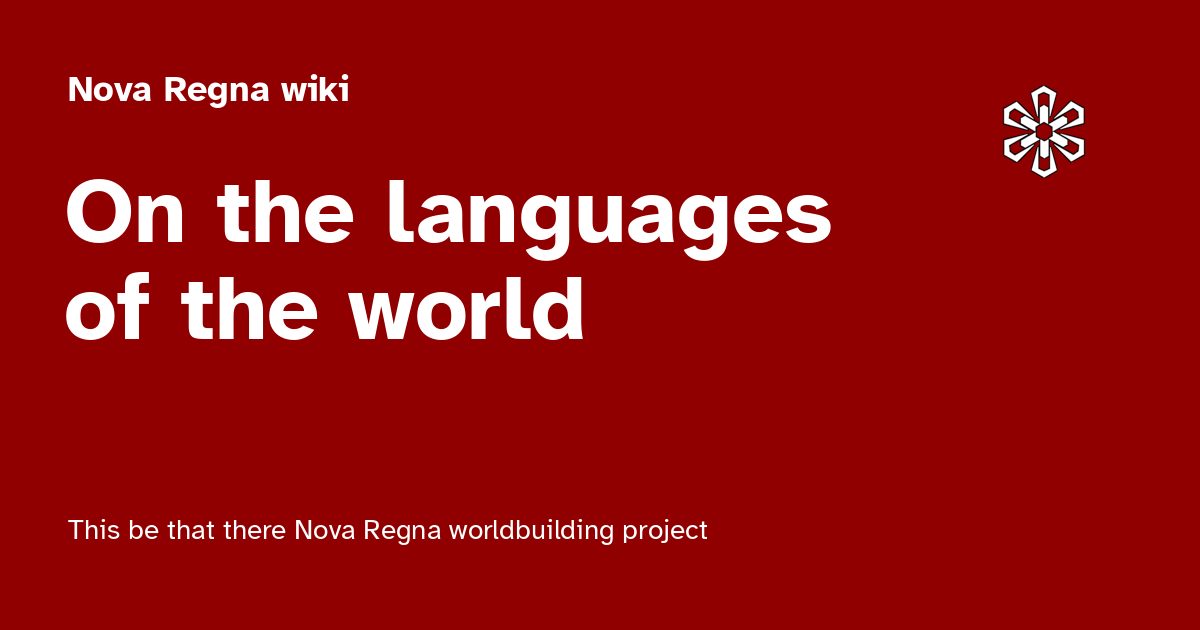 Nova Regna wiki
On the languages
of the world
This be that there Nova Regna worldbuilding project